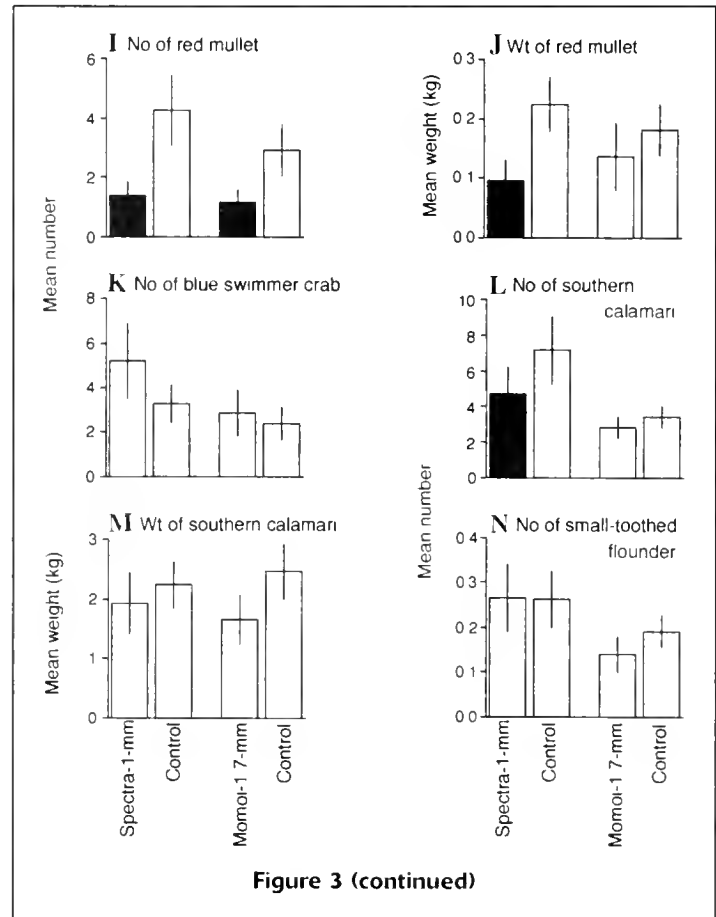 I No of red mullet
6
4
2
0
J Wt of red mullet
0 3
0 2
0 1
0 0
Mean weight (kg)
Mean number
K No of blue swimmer crab
8
6
4
2
0
L No of southern
calamari
10
8
6
4
2
0
M Wt of southern calamari
3
2
1
0
Mean weight (kg)
Mean number
N No of small-toothed
flounder
0 4
0 3
0 2
0 1
0 0
Spectra-1-mm
Control
Momoi-1 7-mm
Control
Spectra-1-mm
Control
Momoi-1 7-mm
Control
Figure 3 (continued)